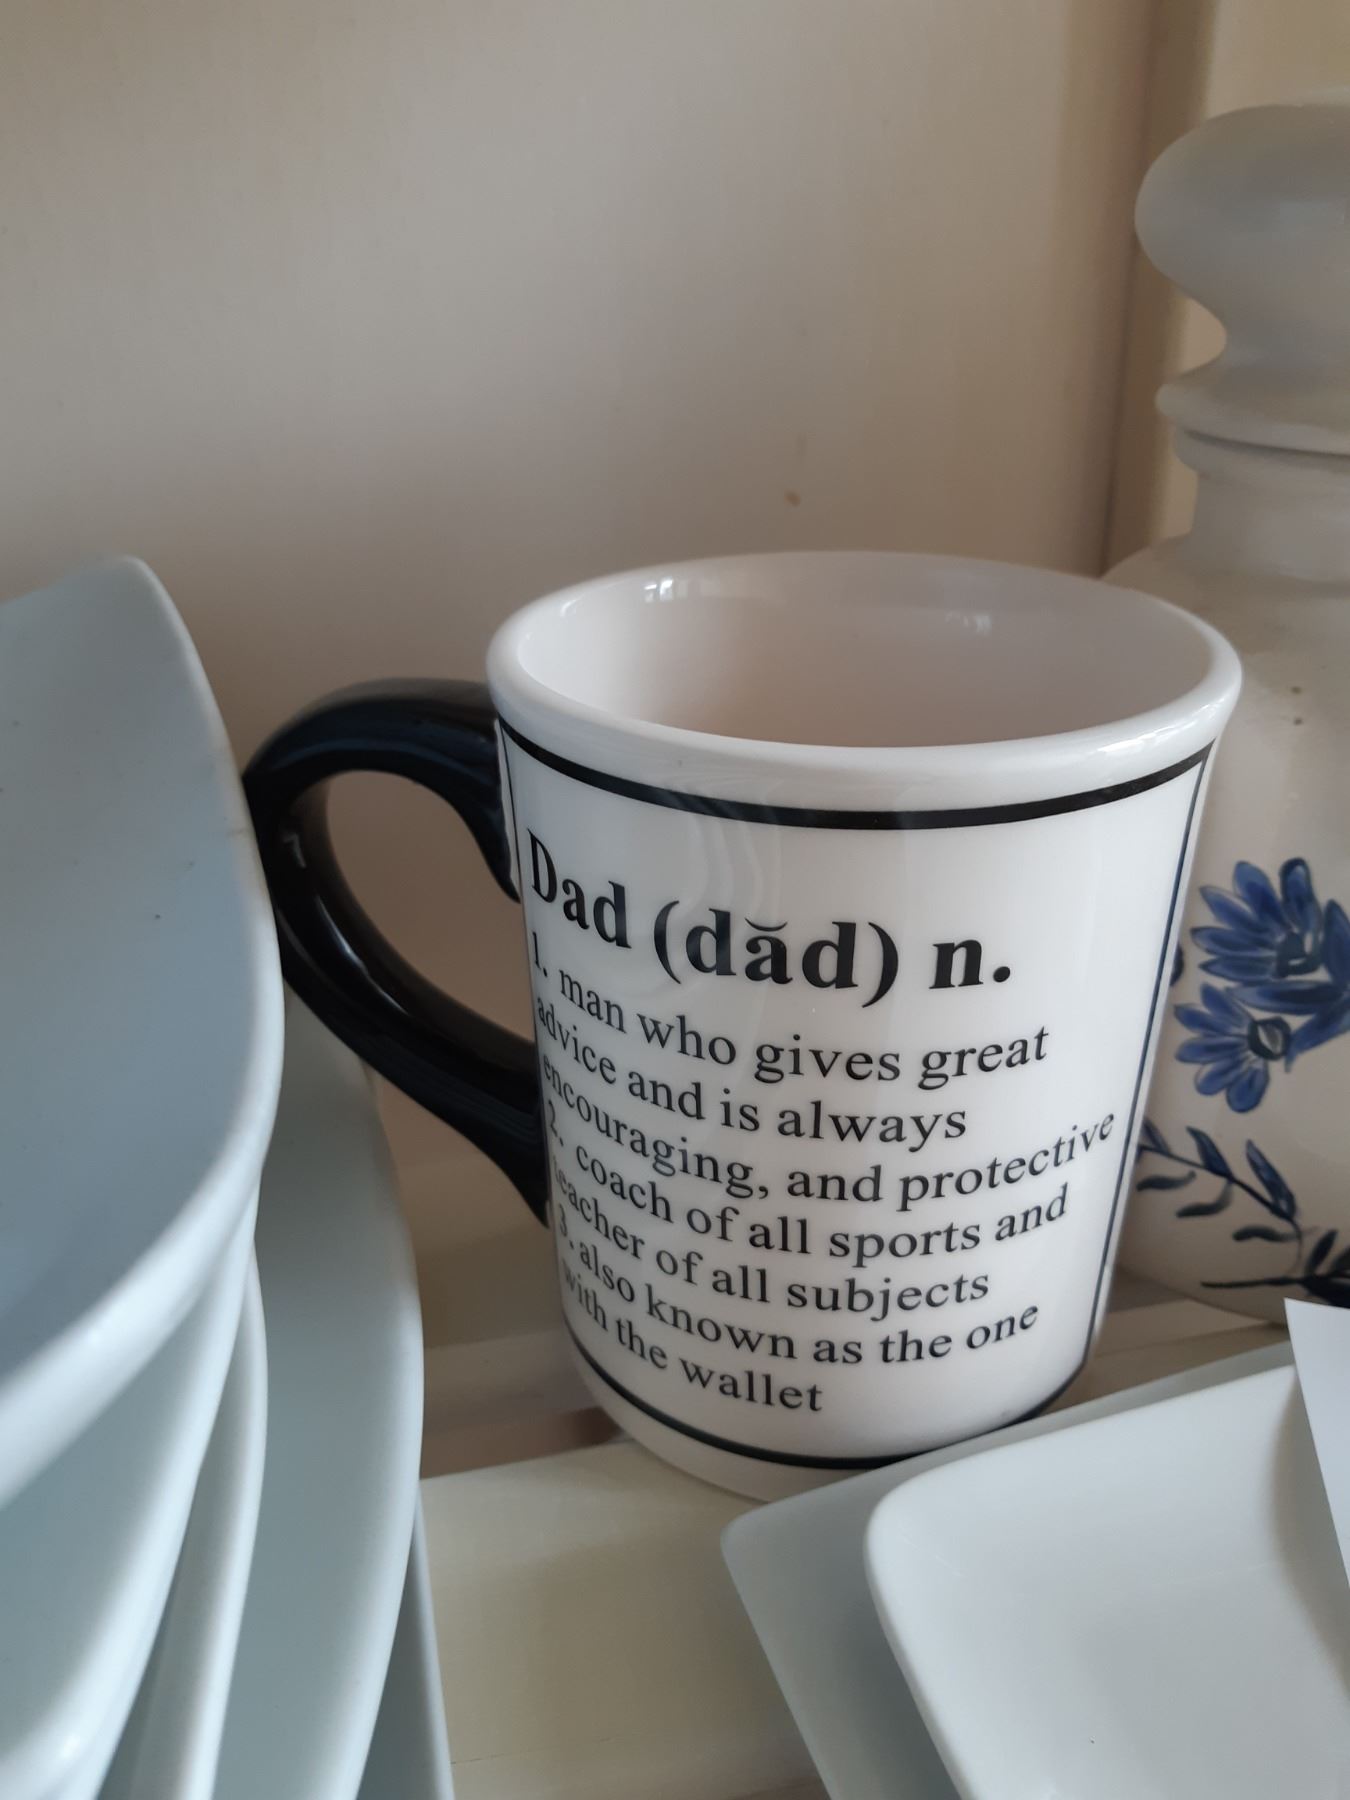 Dad (dăd) n.
1. man who gives great
advice and is always
encouraging, and protective
2. coach of all sports and
teacher of all subjects
3. also known as the one
with the wallet